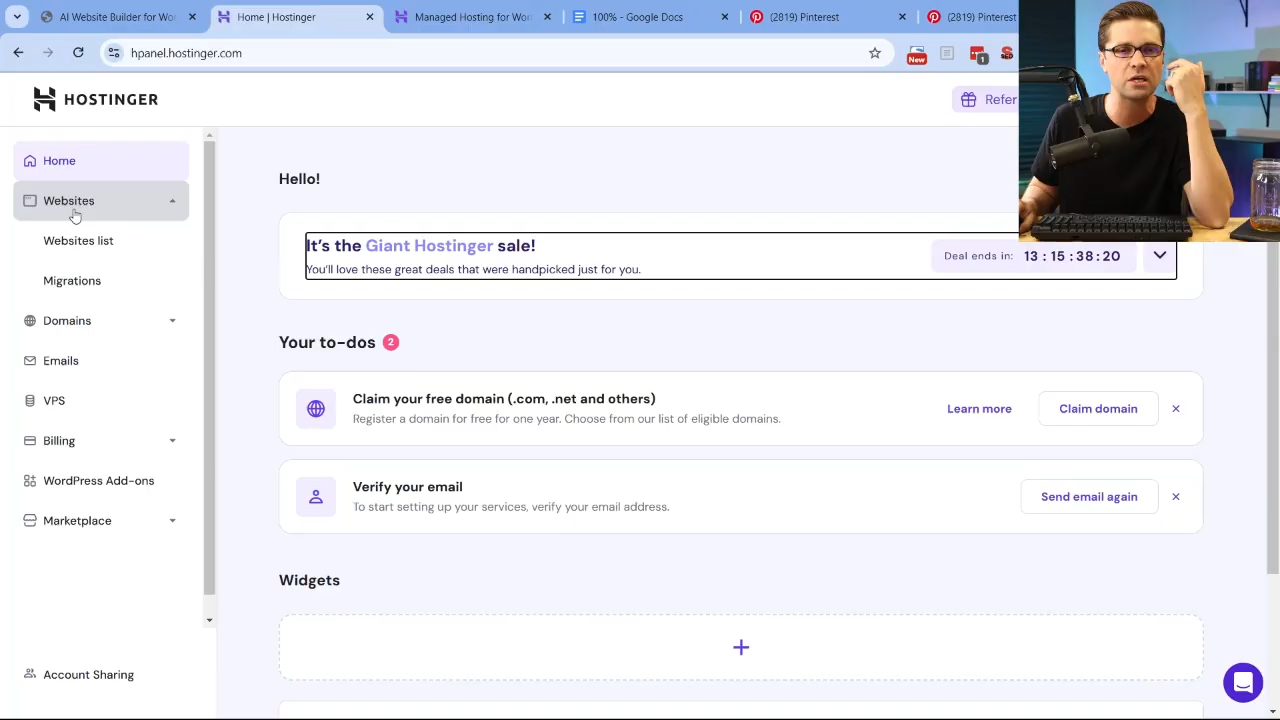 AI Website Builder for Wo
Home | Hostinger
Managed Hosting for Wo
100% - Google Docs
(2819) Pinterest
(2819) Pinterest
hpanel.hostinger.com
New
1
HOSTINGER
Refer
Home
Websites
Websites list
Migrations
Domains
Emails
VPS
Billing
WordPress Add-ons
Marketplace
Account Sharing
Hello!
It's the Giant Hostinger sale!
You'll love these great deals that were handpicked just for you.
Deal ends in: 13 : 15 : 38 : 20
Your to-dos 2
Claim your free domain (.com, .net and others)
Register a domain for free for one year. Choose from our list of eligible domains.
Learn more
Claim domain
Verify your email
To start setting up your services, verify your email address.
Send email again
Widgets